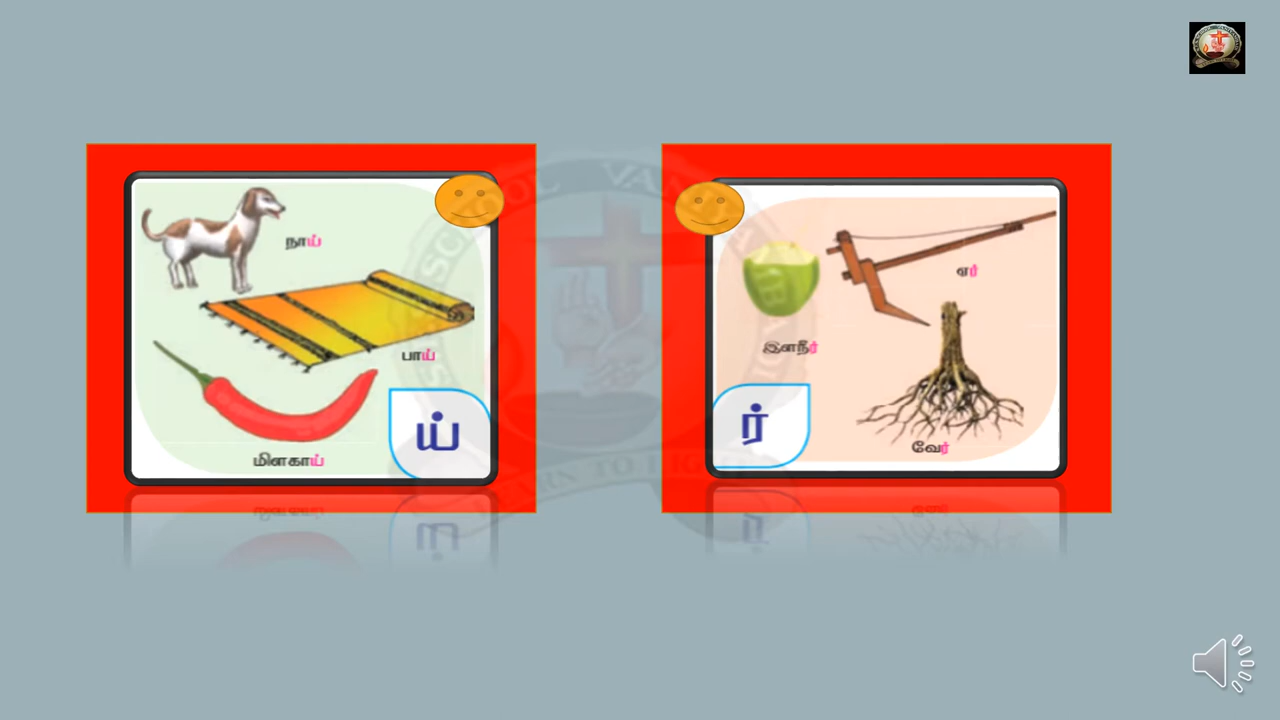 நாய்
பாய்
மிளகாய்
ய்
ஏர்
இளநீர்
வேர்
ர்